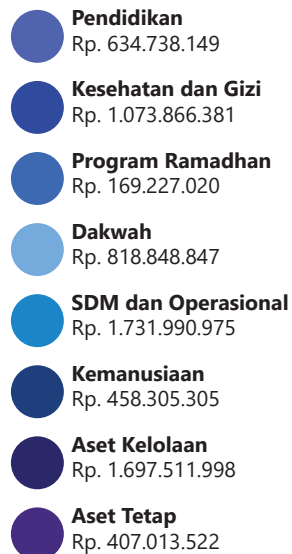 Pendidikan
Rp. 634.738.149
Kesehatan dan Gizi
Rp. 1.073.866.381
Program Ramadhan
Rp. 169.227.020
Dakwah
Rp. 818.848.847
SDM dan Operasional
Rp. 1.731.990.975
Kemanusiaan
Rp. 458.305.305
Aset Kelolaan
Rp. 1.697.511.998
Aset Tetap
Rp. 407.013.522